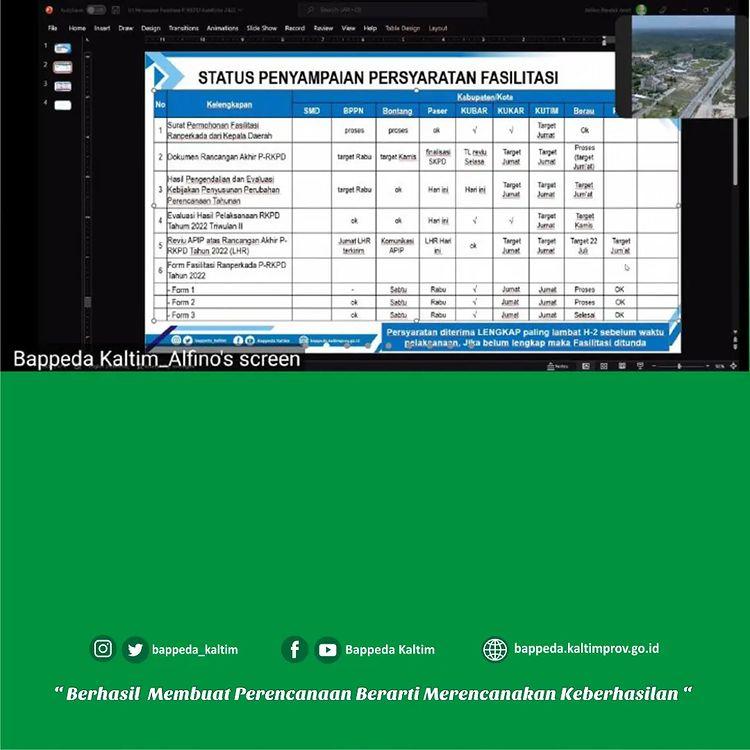 File Home Insert Draw Design Transitions Animations Slide Show Record Review View Help Table Design Layout
STATUS PENYAMPAIAN PERSYARATAN FASILITASI
No Kelengkapan Kabupaten/Kota
SMD BPPN Bontang Paser KUBAR KUKAR KUTIM Berau
1 Surat Permohonan Fasilitasi Ranperkada dari Kepala Daerah proses proses ok √ √ Target Jumat Ok
2 Dokumen Rancangan Akhir P-RKPD target Rabu target Kamis finalisasi SKPD TL reviu Selasa Target Jumat Target Jumat Proses (target Jum'at)
3 Hasil Pengendalian dan Evaluasi Kebijakan Penyusunan Perubahan Perencanaan Tahunan target Rabu ok Hari ini Hari ini Target Jumat Target Jumat Target Jum'at
4 Evaluasi Hasil Pelaksanaan RKPD Tahum 2022 Triwulan II ok ok Hari ini √ √ Target Jumat Target Kamis
5 Reviu APIP atas Rancangan Akhir P-RKPD Tahun 2022 (LHR) Jumat LHR terkirim Komunikasi APIP LHR Hari ini ok Target Jumat Target Jumat Target 22 Juli Target Jum'at
6 Form Fasilitasi Ranperkada P-RKPD Tahun 2022
- Form 1 - Sabtu Rabu √ Jumat Jumat Proses OK
- Form 2 ok Sabtu Rabu √ Jumat Jumat Proses OK
- Form 3 ok Sabtu Rabu √ Jumat Jumat Selesai OK
Persyaratan diterima LENGKAP paling lambat H-2 sebelum waktu
pelaksanaan. Jika belum lengkap maka Fasilitasi ditunda
Bappeda Kaltim_Alfino's screen
bappeda_kaltim Bappeda Kaltim bappeda.kaltimprov.go.id
“ Berhasil Membuat Perencanaan Berarti Merencanakan Keberhasilan “